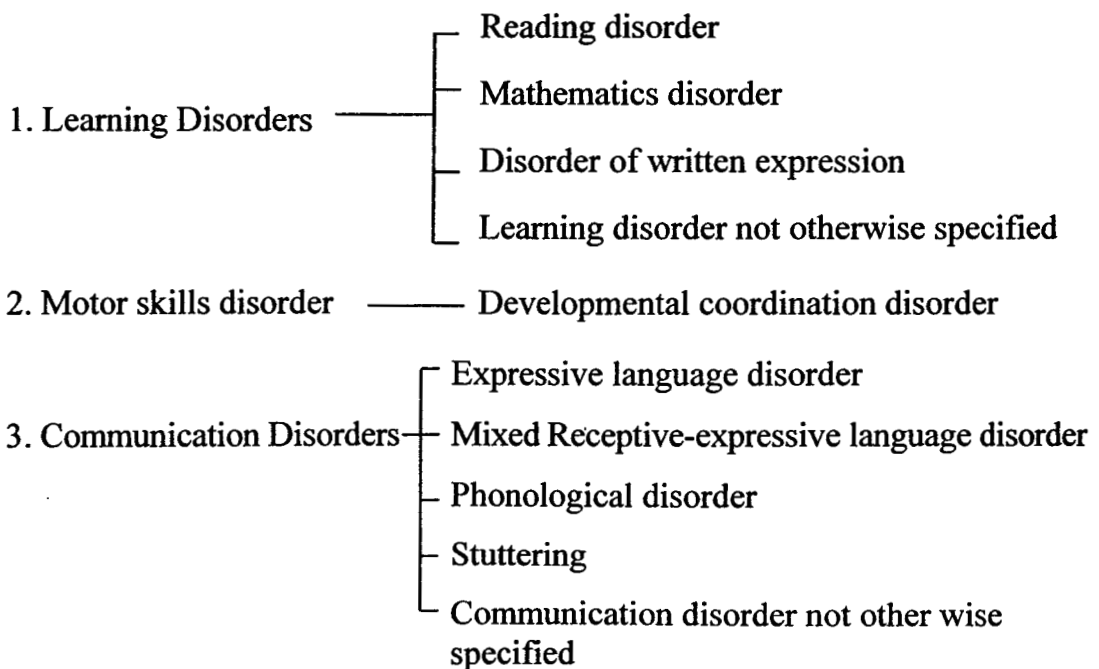 Reading disorder
Mathematics disorder
1. Learning Disorders
Disorder of written expression
Learning disorder not otherwise specified
2. Motor skills disorder Developmental coordination disorder
Expressive language disorder
3. Communication Disorders Mixed Receptive-expressive language disorder
Phonological disorder
Stuttering
Communication disorder not other wise
specified